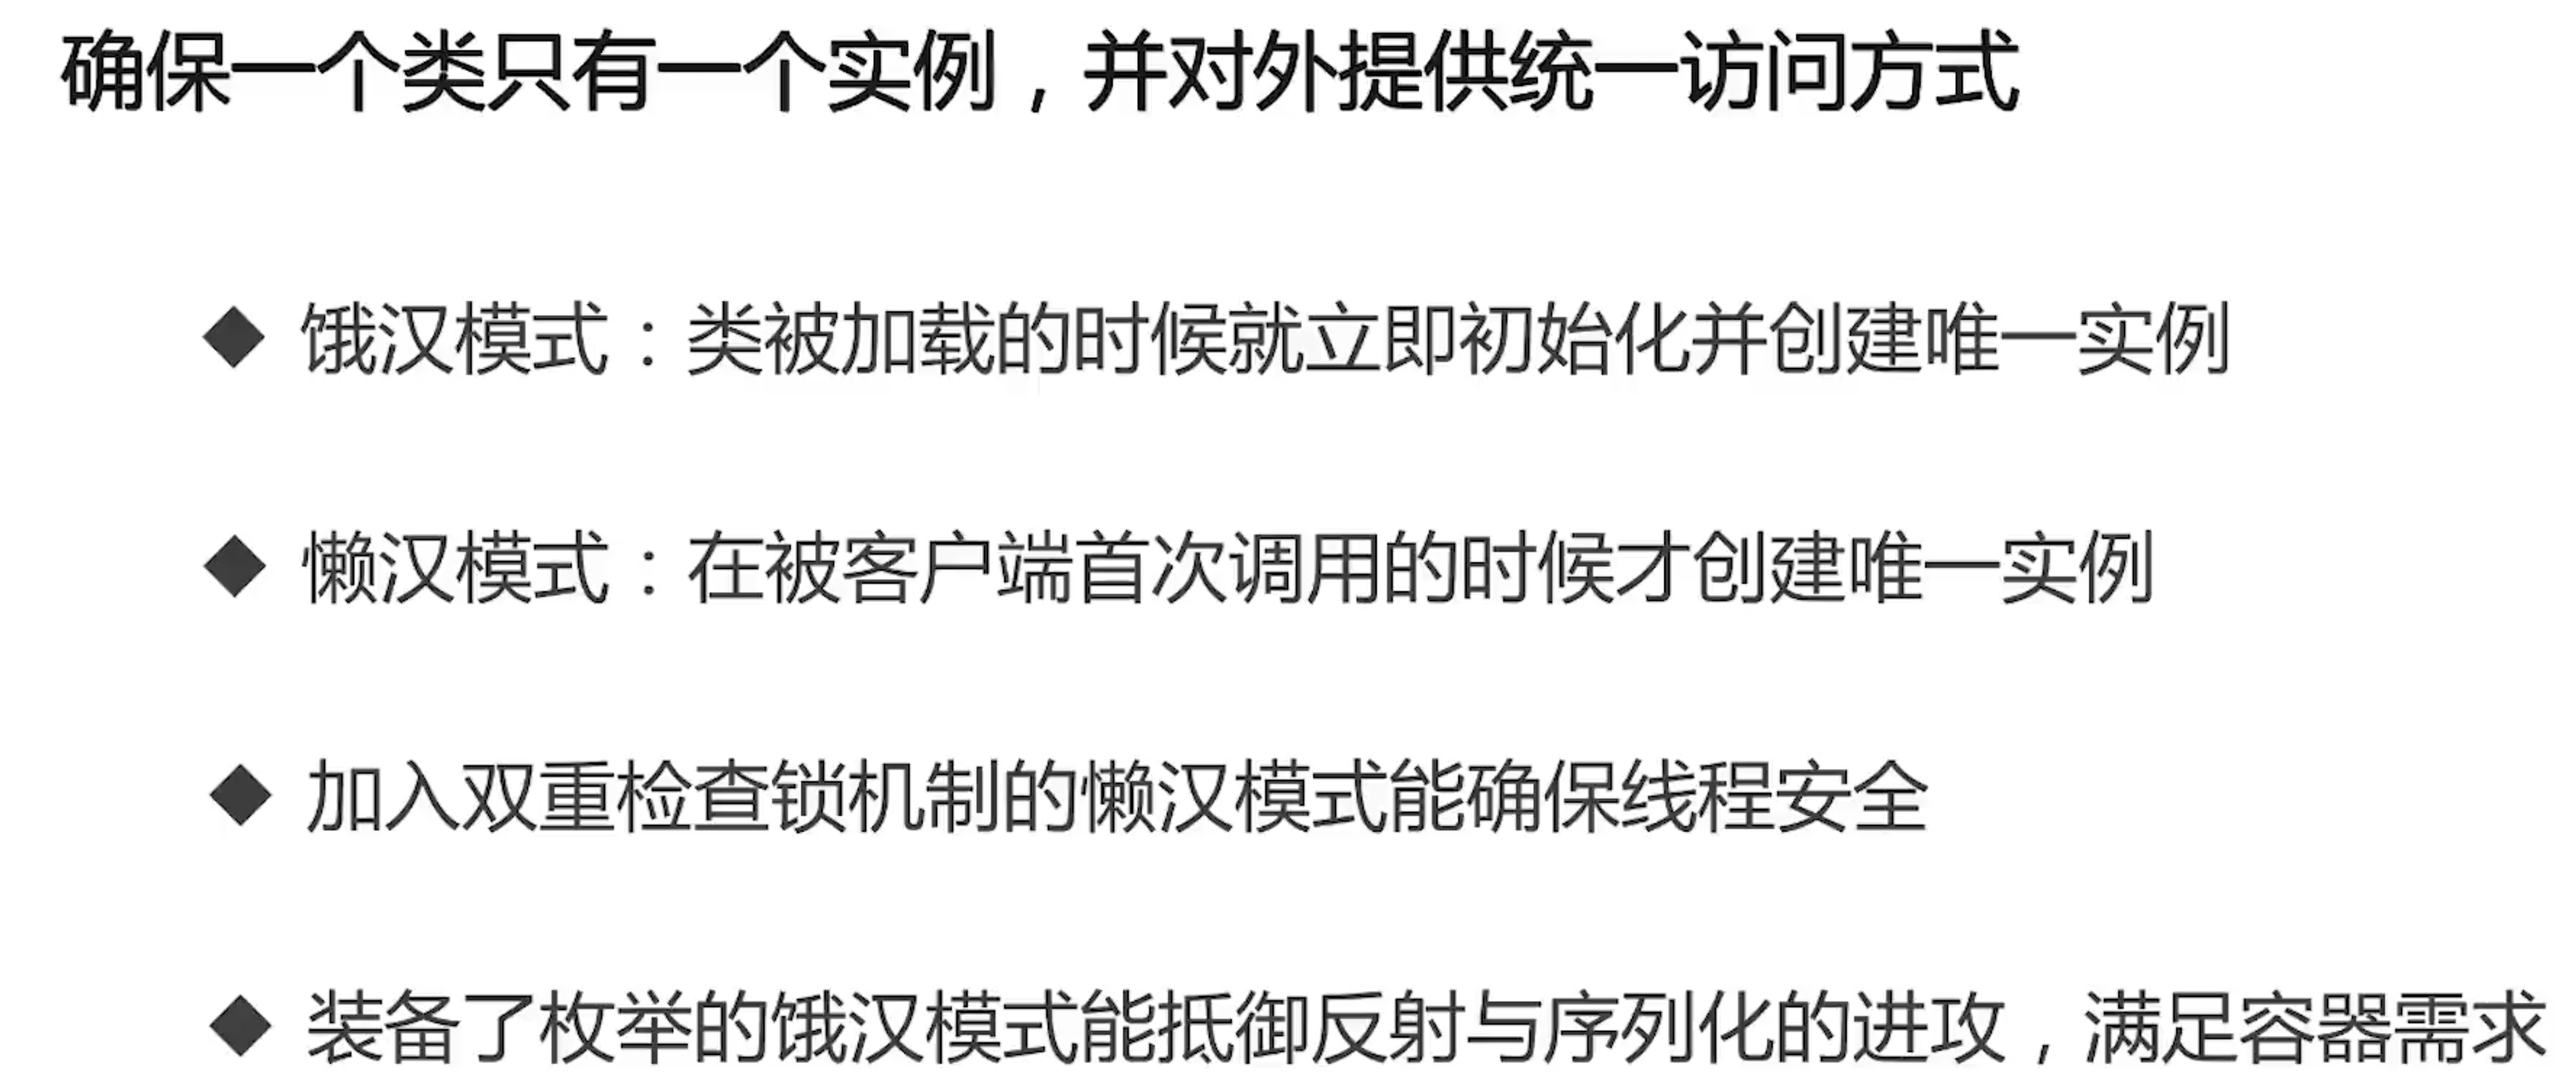 确保一个类只有一个实例，并对外提供统一访问方式
◆ 饿汉模式：类被加载的时候就立即初始化并创建唯一实例
◆ 懒汉模式：在被客户端首次调用的时候才创建唯一实例
◆ 加入双重检查锁机制的懒汉模式能确保线程安全
◆ 装备了枚举的饿汉模式能抵御反射与序列化的进攻，满足容器需求